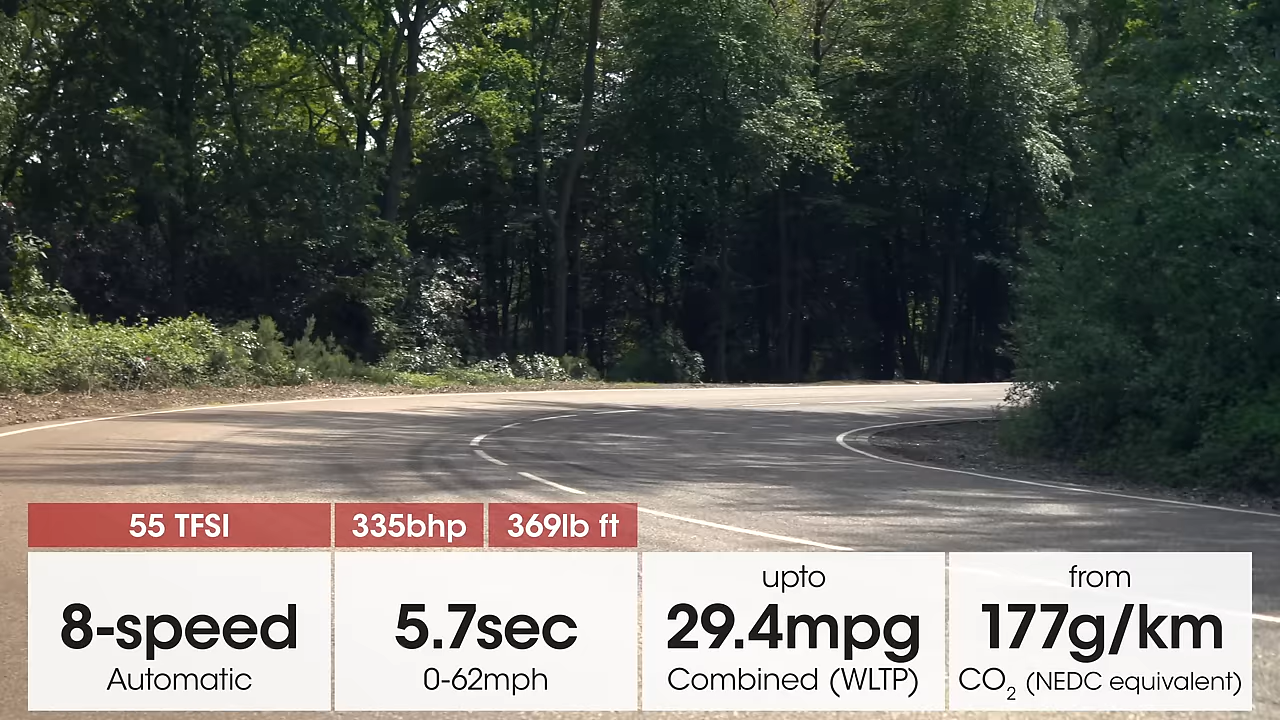 55 TFSI
335bhp
369lb ft
8-speed
Automatic
5.7sec
0-62mph
upto
29.4mpg
Combined (WLTP)
from
177g/km
CO₂ (NEDC equivalent)